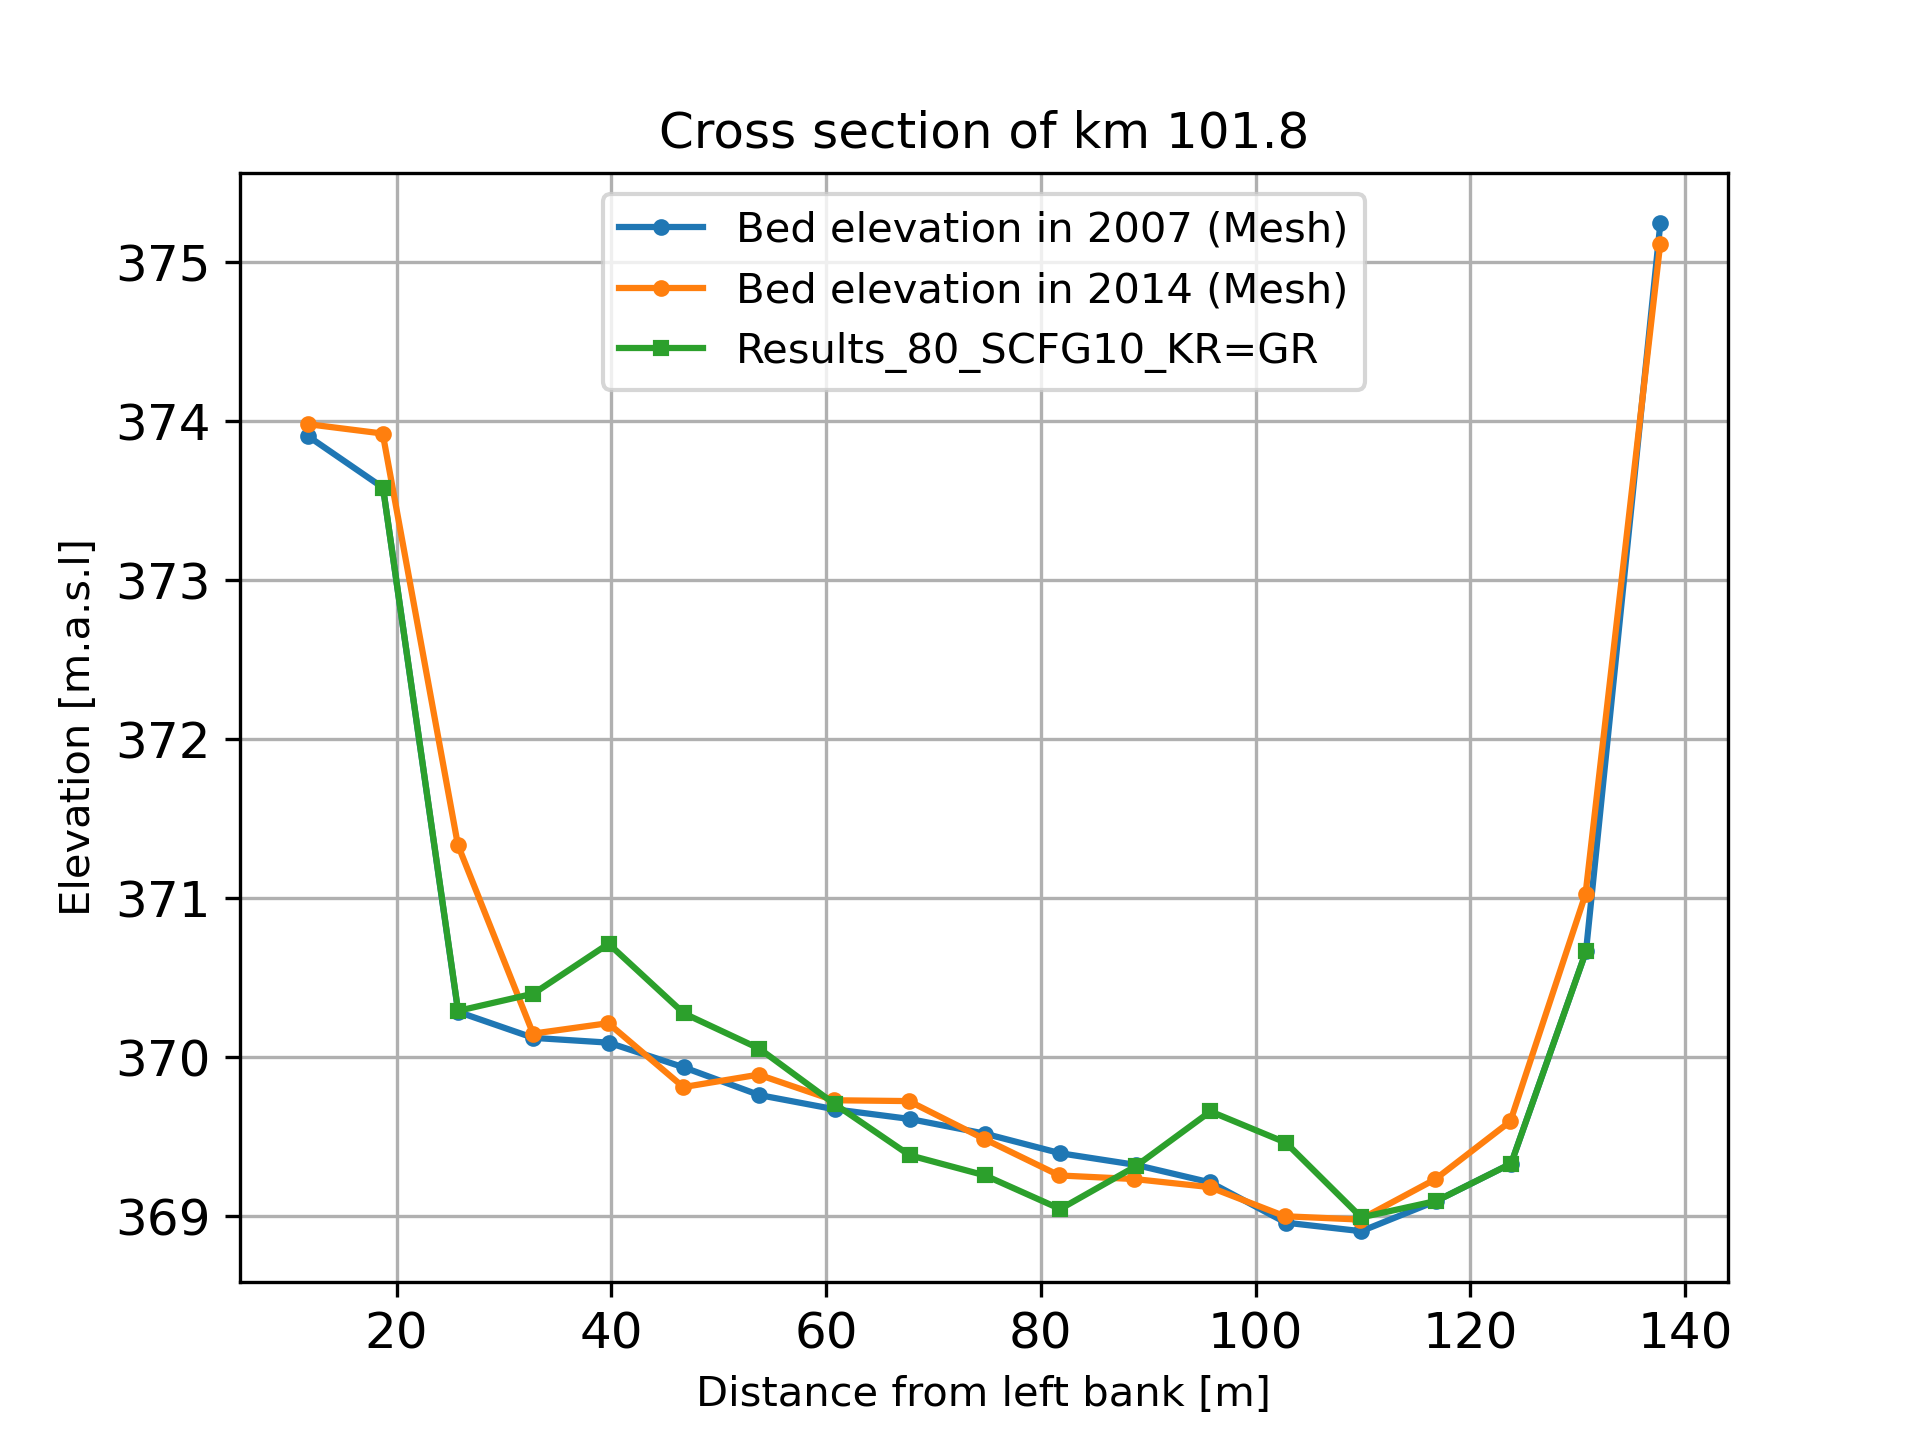 Cross section of km 101.8
Bed elevation in 2007 (Mesh)
Bed elevation in 2014 (Mesh)
Results_80_SCFG10_KR=GR
375
374
373
372
371
370
369
Elevation [m.a.s.l]
20 40 60 80 100 120 140
Distance from left bank [m]